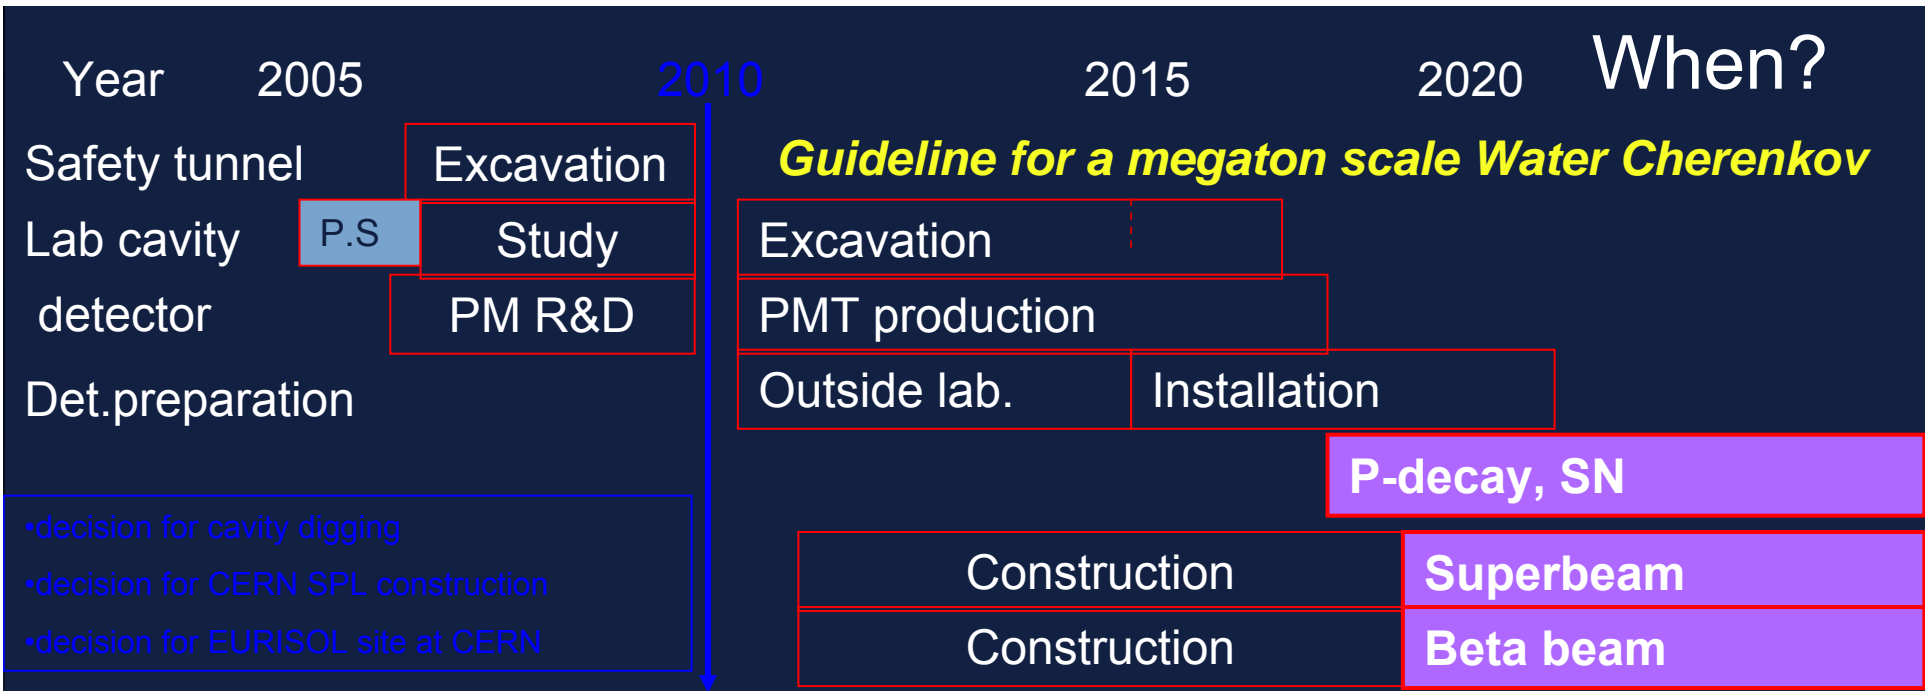 Year 2005 2010 2015 2020 When?
Safety tunnel Excavation Guideline for a megaton scale Water Cherenkov
Lab cavity P.S Study Excavation
detector PM R&D PMT production
Det.preparation Outside lab. Installation
P-decay, SN
•decision for cavity digging
Construction Superbeam
•decision for CERN SPL construction
•decision for EURISOL site at CERN
Construction Beta beam